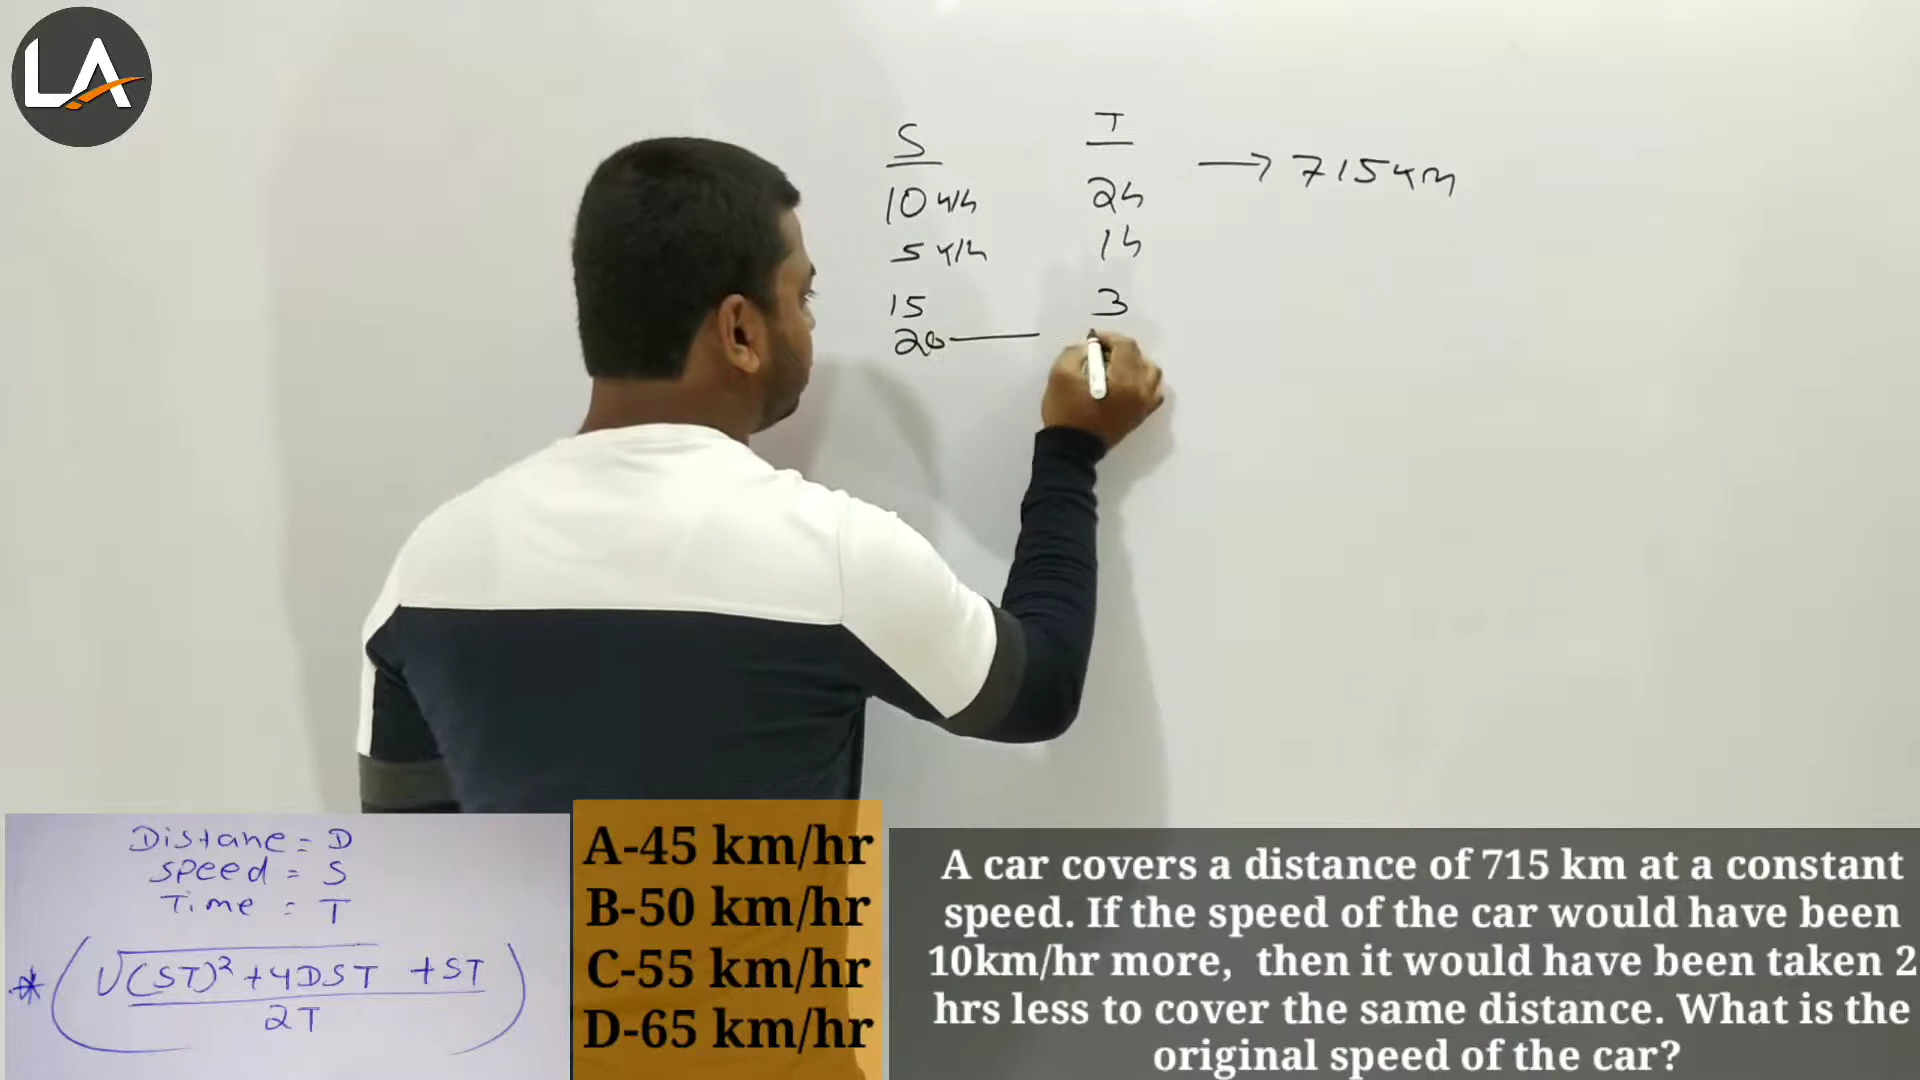 LA
S T
10 k/h 2h → 715 km
5 k/h 1h
15 3
20
Distane = D
speed = S
Time = T
* ( √(ST)² + 4DST + ST / 2T )
A-45 km/hr
B-50 km/hr
C-55 km/hr
D-65 km/hr
A car covers a distance of 715 km at a constant
speed. If the speed of the car would have been
10km/hr more, then it would have been taken 2
hrs less to cover the same distance. What is the
original speed of the car?